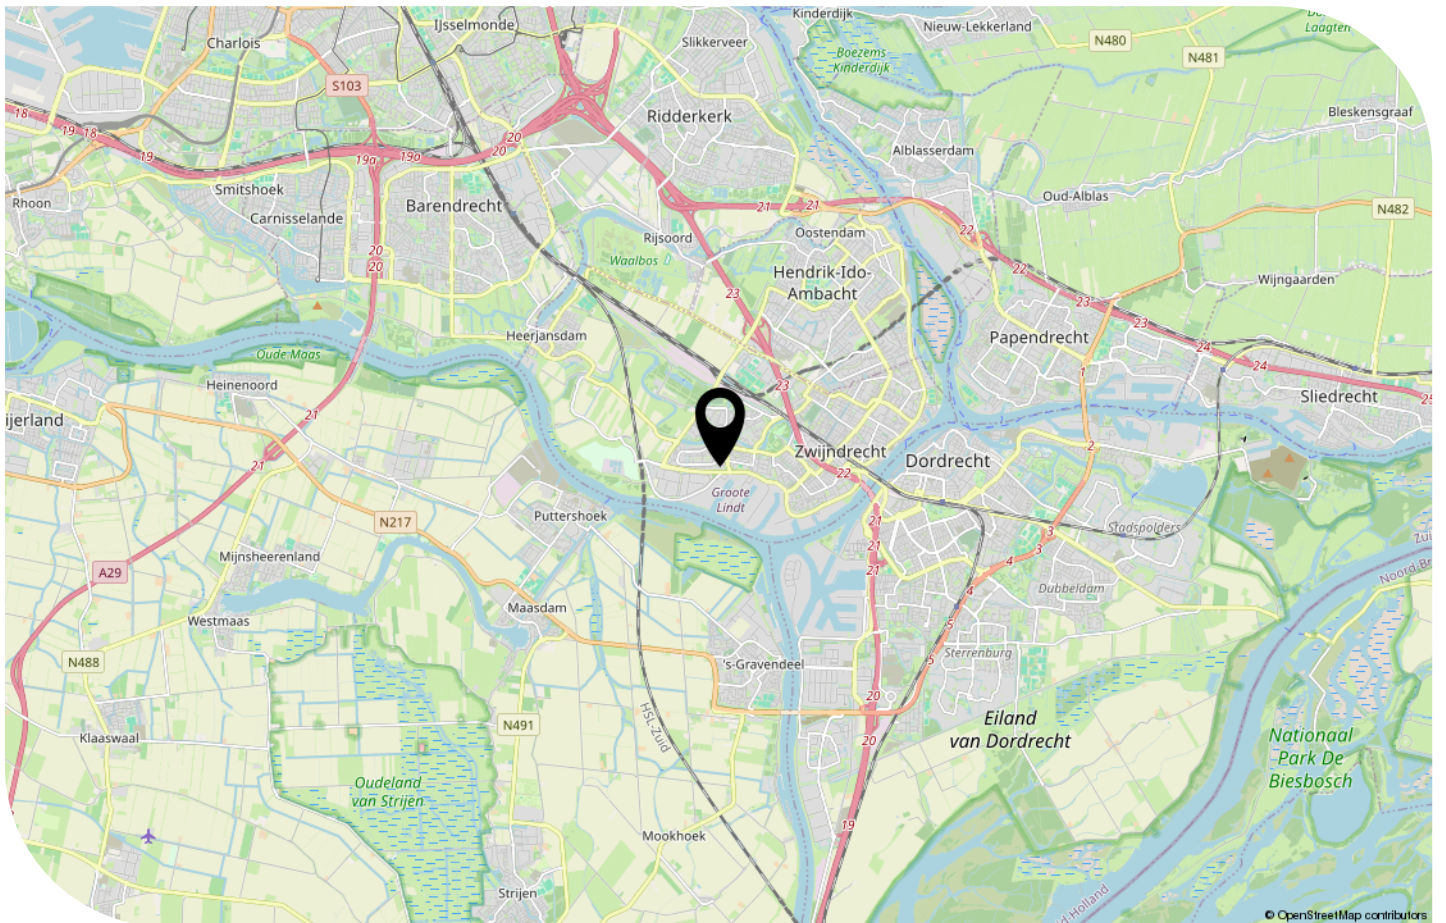 Kinderdijk
Nieuw-Lekkerland
IJsselmonde
Charlois
Slikkerveer
N480
Laagten
Boezems-
Kinderdijk
N481
S103
18
19
18
19
Ridderkerk
20
20
19a
19a
Bleskensgraaf
Alblasserdam
Smitshoek
Rhoon
Carnisselande
Barendrecht
21
21
Oud-Alblas
N482
Rijsoord
Oostendam
22
20
20
Waalbos
Hendrik-Ido-
Ambacht
22
Wijngaarden
23
23
23
Heerjansdam
Papendrecht
24
24
Oude Maas
Heinenoord
23
1
Sliedrecht
25
21
ijerland
21
Zwijndrecht
Dordrecht
2
22
Groote
Lindt
N217
Puttershoek
21
21
21
Stadspolders
3
3
4
4
Mijnsheerenland
A29
Dubbeldam
Maasdam
Westmaas
5
5
Sterrenburg
N488
's-Gravendeel
20
HSL-Zuid
N491
Klaaswaal
20
Eiland
van Dordrecht
Nationaal
Park De
Biesbosch
Oudeland
van Strijen
19
Mookhoek
Strijen
© OpenStreetMap contributors